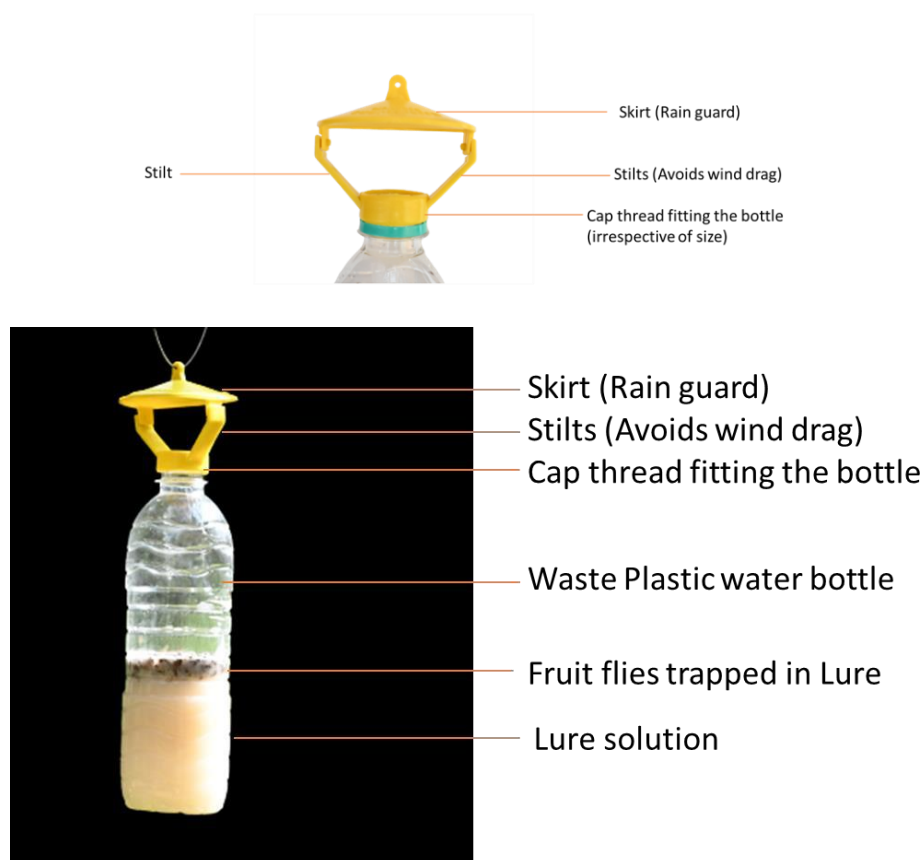 Skirt (Rain guard)
Stilt
Stilts (Avoids wind drag)
Cap thread fitting the bottle
(irrespective of size)
Skirt (Rain guard)
Stilts (Avoids wind drag)
Cap thread fitting the bottle
Waste Plastic water bottle
Fruit flies trapped in Lure
Lure solution